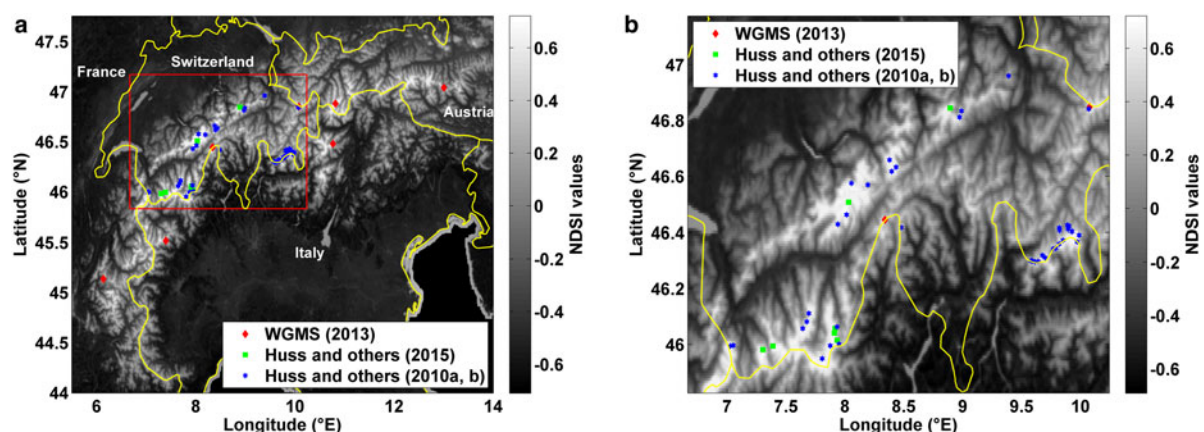 a
47.5
47
46.5
46
45.5
45
44.5
44
Latitude (°N)
France
Switzerland
Austria
Italy
WGMS (2013)
Huss and others (2015)
Huss and others (2010a, b)
6
8
10
12
14
Longitude (°E)
0.6
0.4
0.2
0
-0.2
-0.4
-0.6
NDSI values
b
47
46.8
46.6
46.4
46.2
46
Latitude (°N)
WGMS (2013)
Huss and others (2015)
Huss and others (2010a, b)
7
7.5
8
8.5
9
9.5
10
Longitude (°E)
0.6
0.4
0.2
0
-0.2
-0.4
-0.6
NDSI values